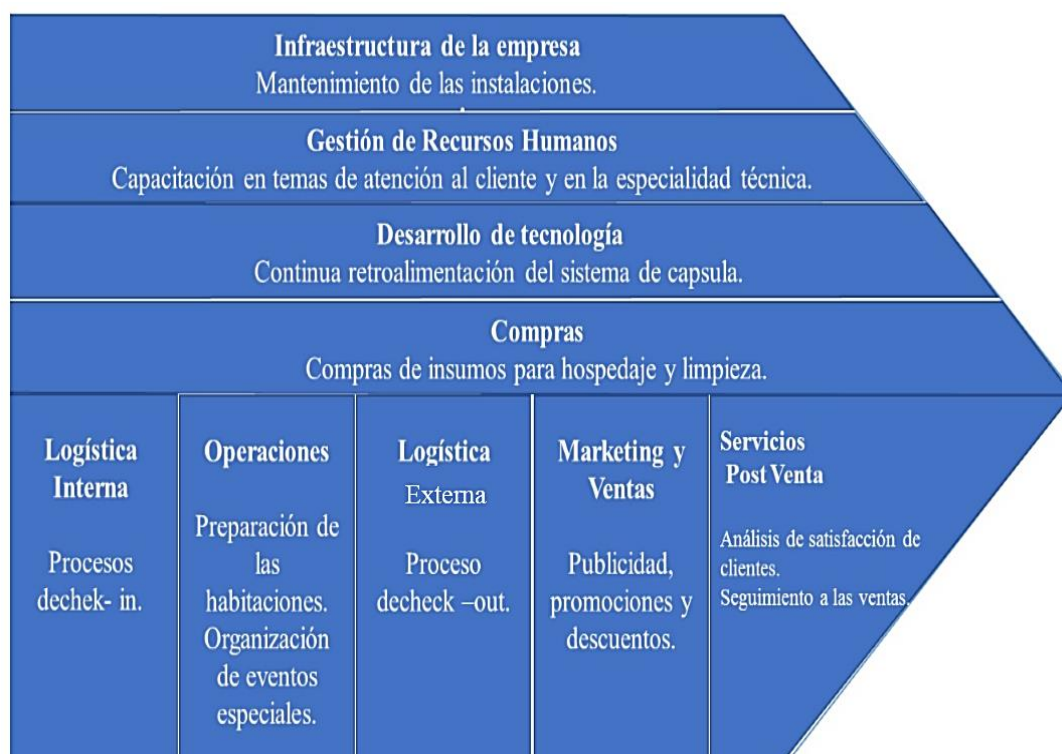 Infraestructura de la empresa
Mantenimiento de las instalaciones.
Gestión de Recursos Humanos
Capacitación en temas de atención al cliente y en la especialidad técnica.
Desarrollo de tecnología
Continua retroalimentación del sistema de capsula.
Compras
Compras de insumos para hospedaje y limpieza.
Logística
Interna
Procesos
dechek- in.
Operaciones
Preparación de
las
habitaciones.
Organización
de eventos
especiales.
Logística
Externa
Proceso
decheck –out.
Marketing y
Ventas
Publicidad,
promociones y
descuentos.
Servicios
Post Venta
Análisis de satisfacción de
clientes.
Seguimiento a las ventas.